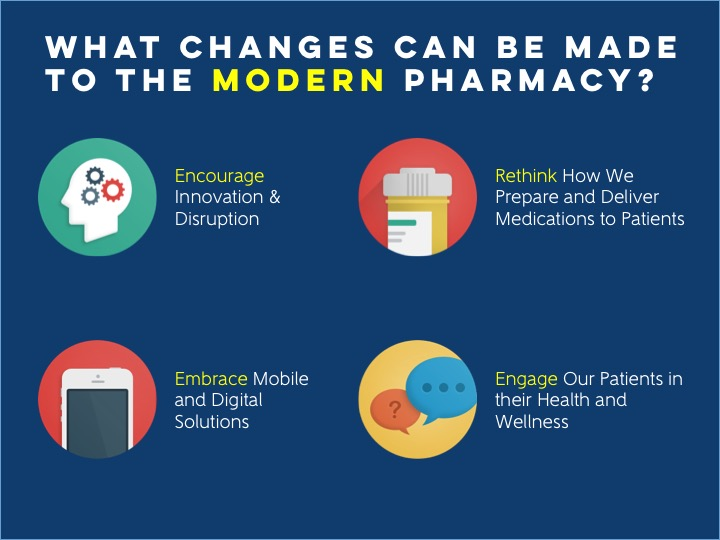 WHAT CHANGES CAN BE MADE
TO THE MODERN PHARMACY?
Encourage
Innovation &
Disruption
Rethink How We
Prepare and Deliver
Medications to Patients
Embrace Mobile
and Digital
Solutions
?
Engage Our Patients in
their Health and
Wellness